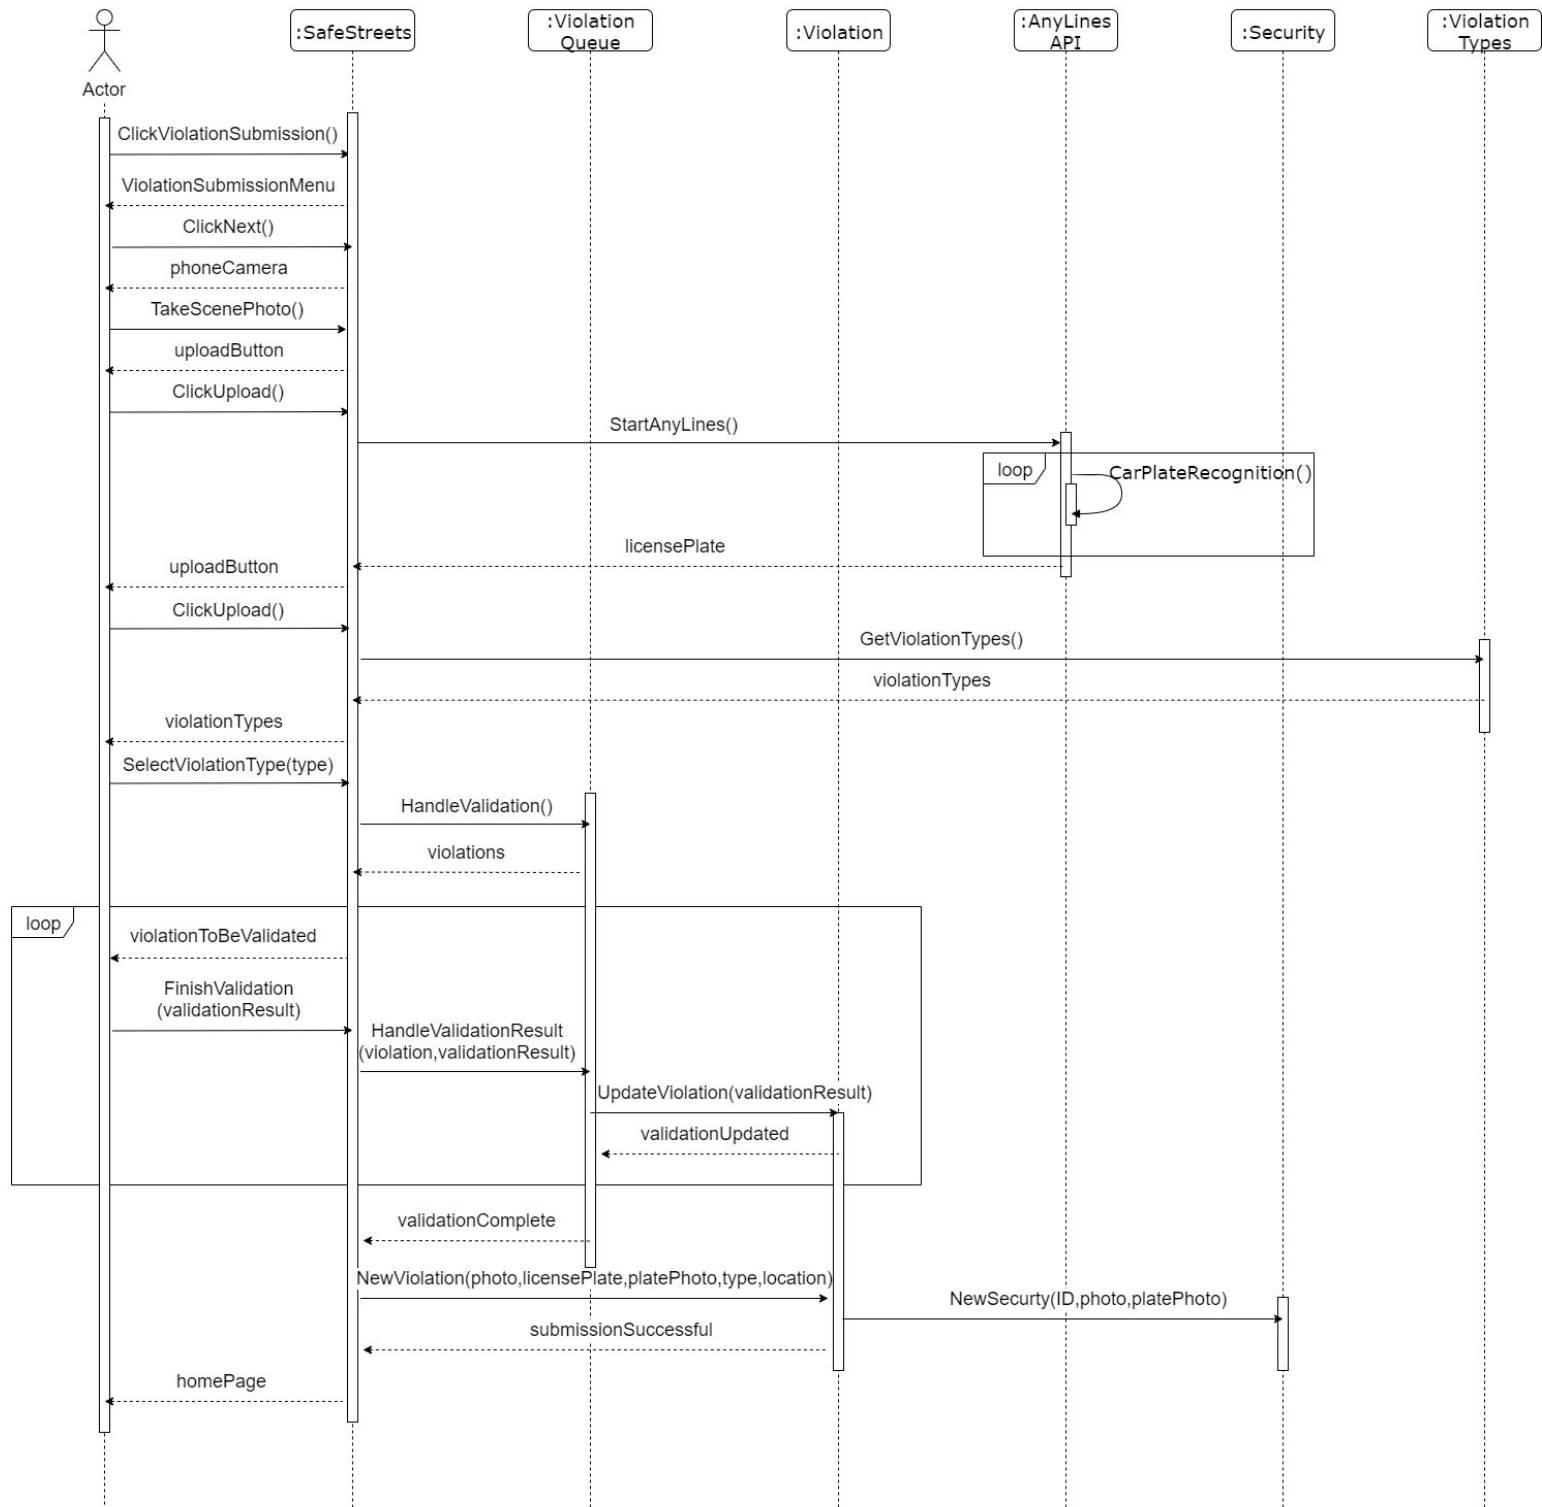 :SafeStreets
:Violation
Queue
:Violation
:AnyLines
API
:Security
:Violation
Types
Actor
ClickViolationSubmission()
ViolationSubmissionMenu
ClickNext()
phoneCamera
TakeScenePhoto()
uploadButton
ClickUpload()
StartAnyLines()
loop
CarPlateRecognition()
licensePlate
uploadButton
ClickUpload()
GetViolationTypes()
violationTypes
violationTypes
SelectViolationType(type)
HandleValidation()
violations
loop
violationToBeValidated
FinishValidation
(validationResult)
HandleValidationResult
(violation,validationResult)
UpdateViolation(validationResult)
validationUpdated
validationComplete
NewViolation(photo,licensePlate,platePhoto,type,location)
NewSecurty(ID,photo,platePhoto)
submissionSuccessful
homePage